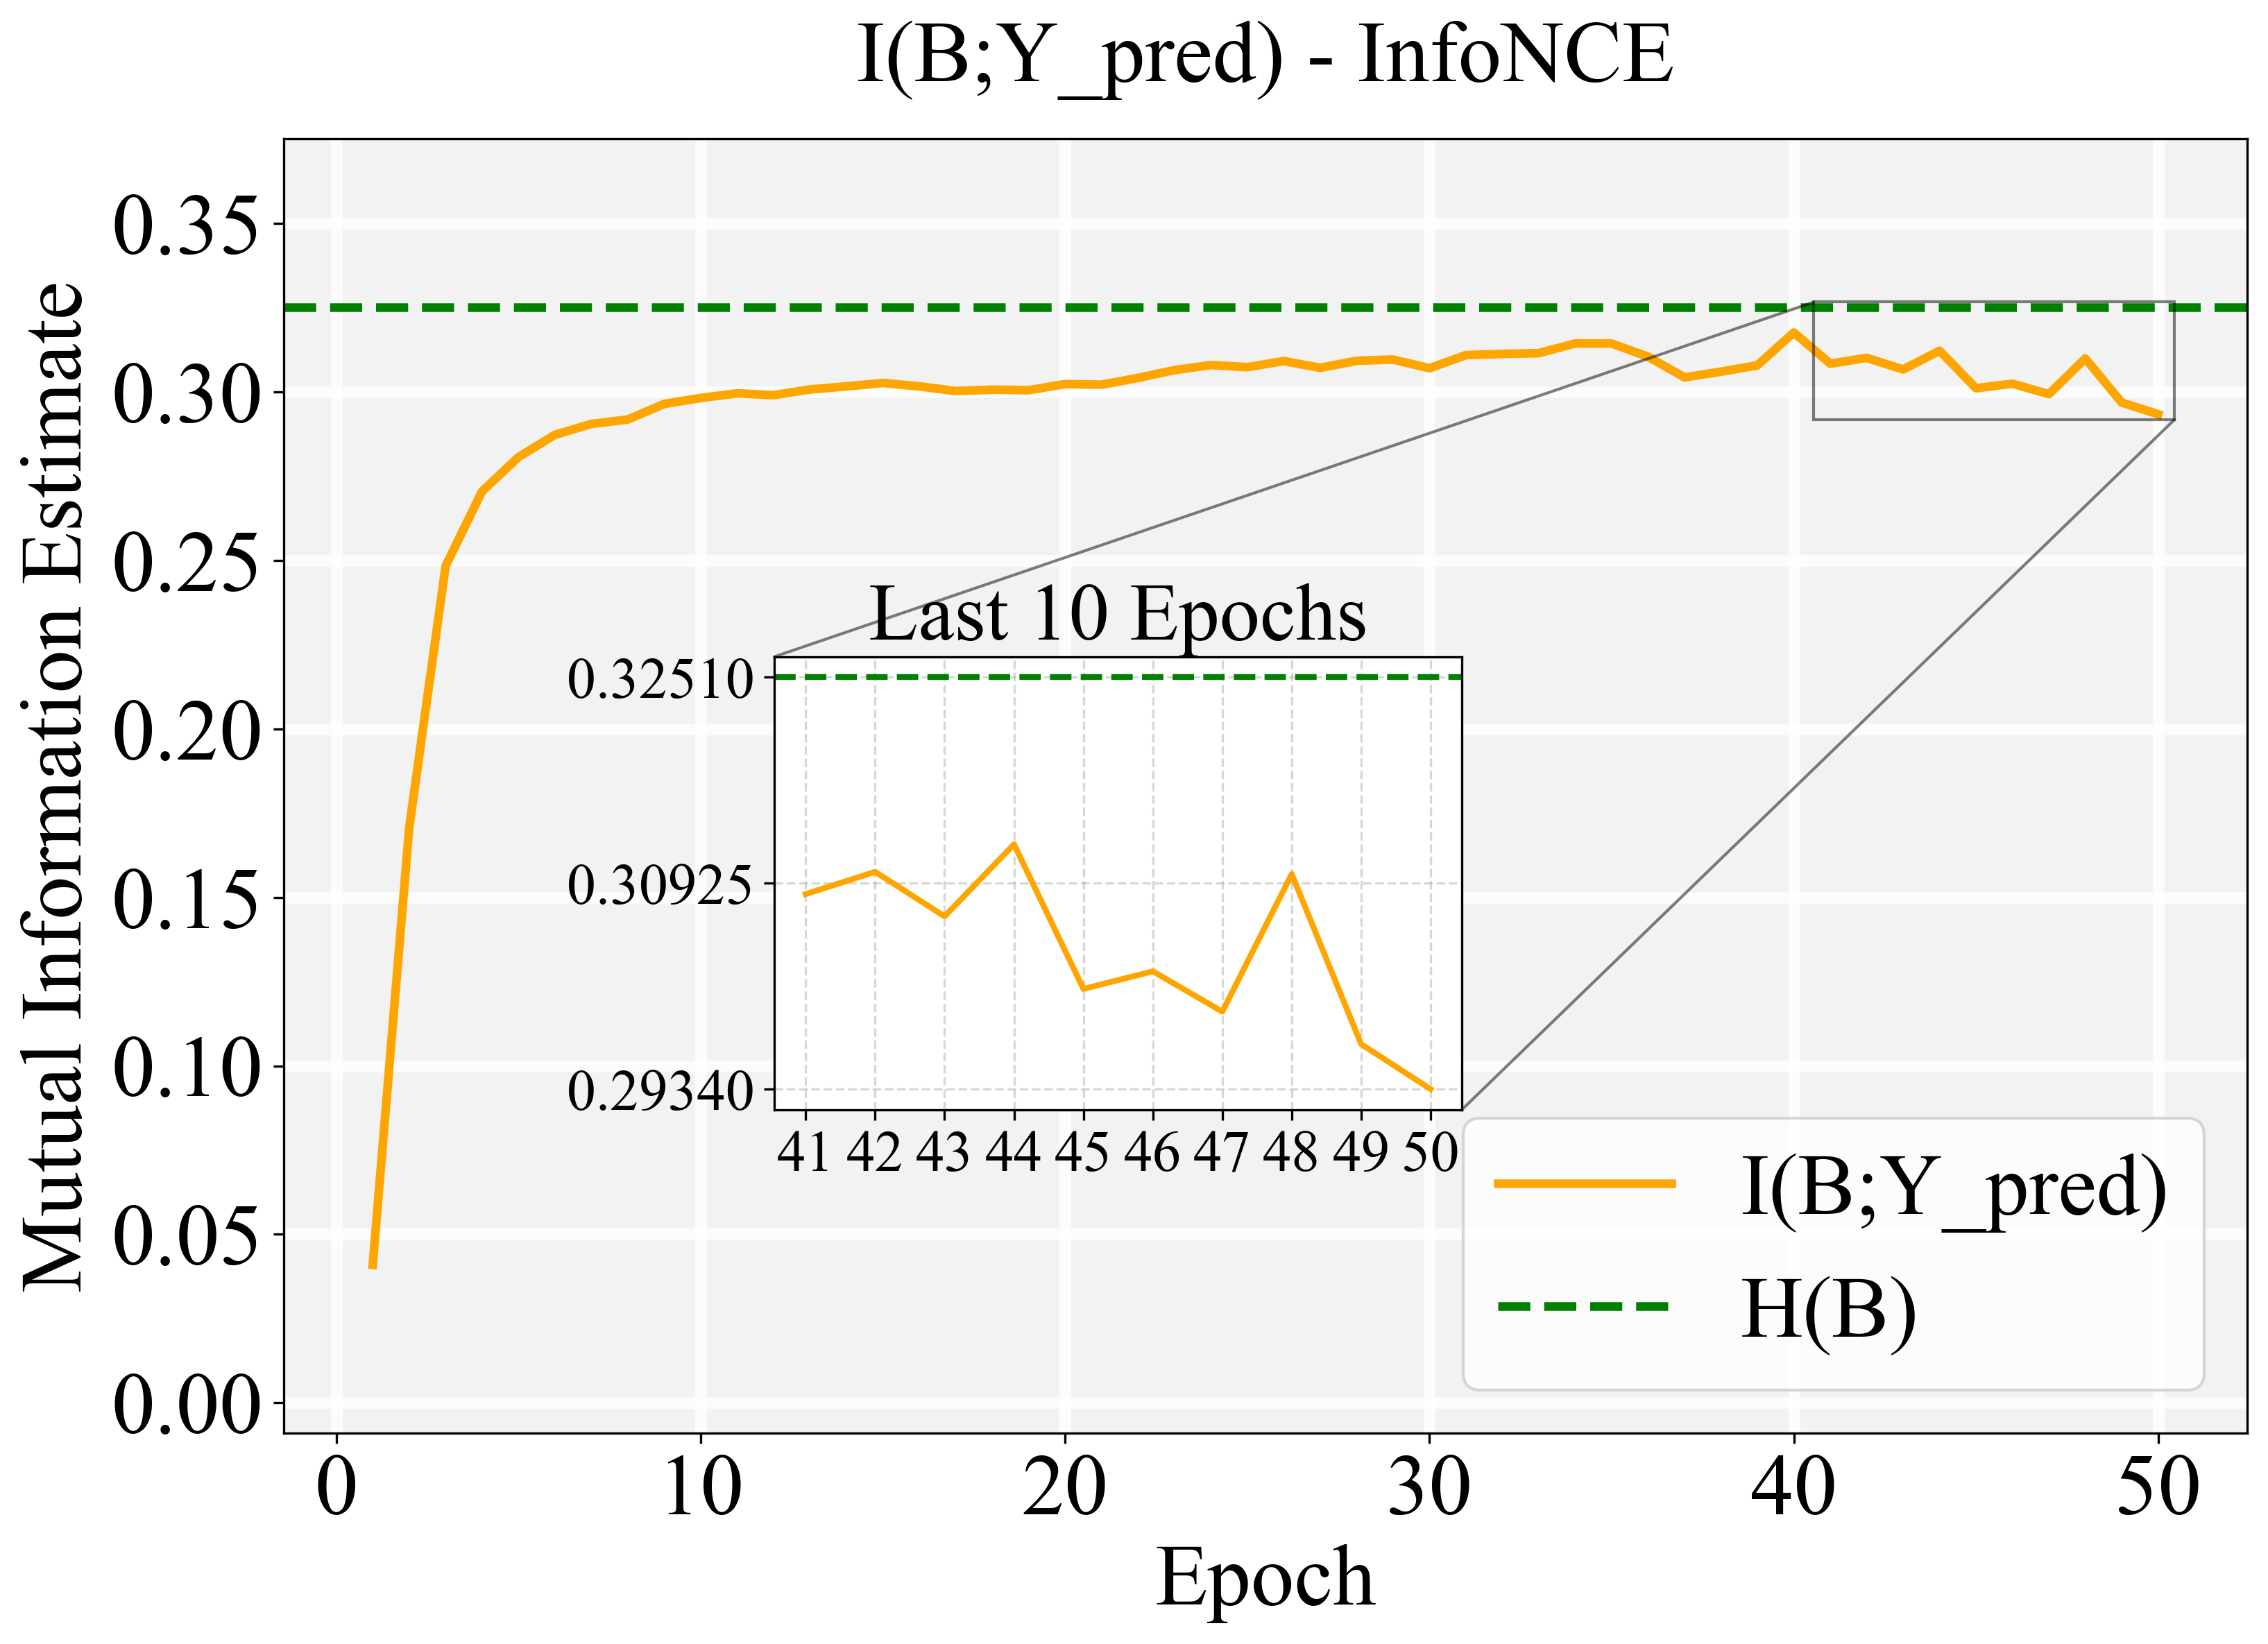 I(B;Y_pred) - InfoNCE
Mutual Information Estimate
0.35
0.30
0.25
0.20
0.15
0.10
0.05
0.00
Last 10 Epochs
0.32510
0.30925
0.29340
41 42 43 44 45 46 47 48 49 50
I(B;Y_pred)
H(B)
0 10 20 30 40 50
Epoch